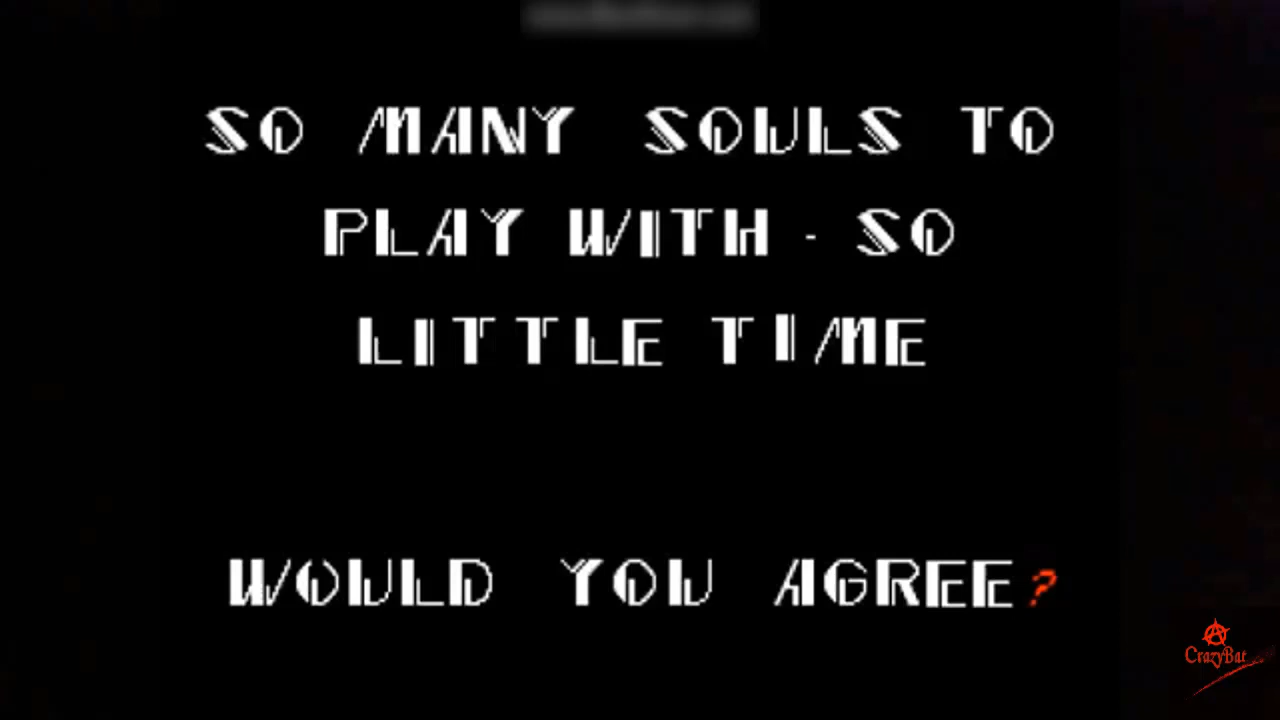 SO MANY SOULS TO
PLAY WITH - SO
LITTLE TIME
WOULD YOU AGREE?
CrazyBat